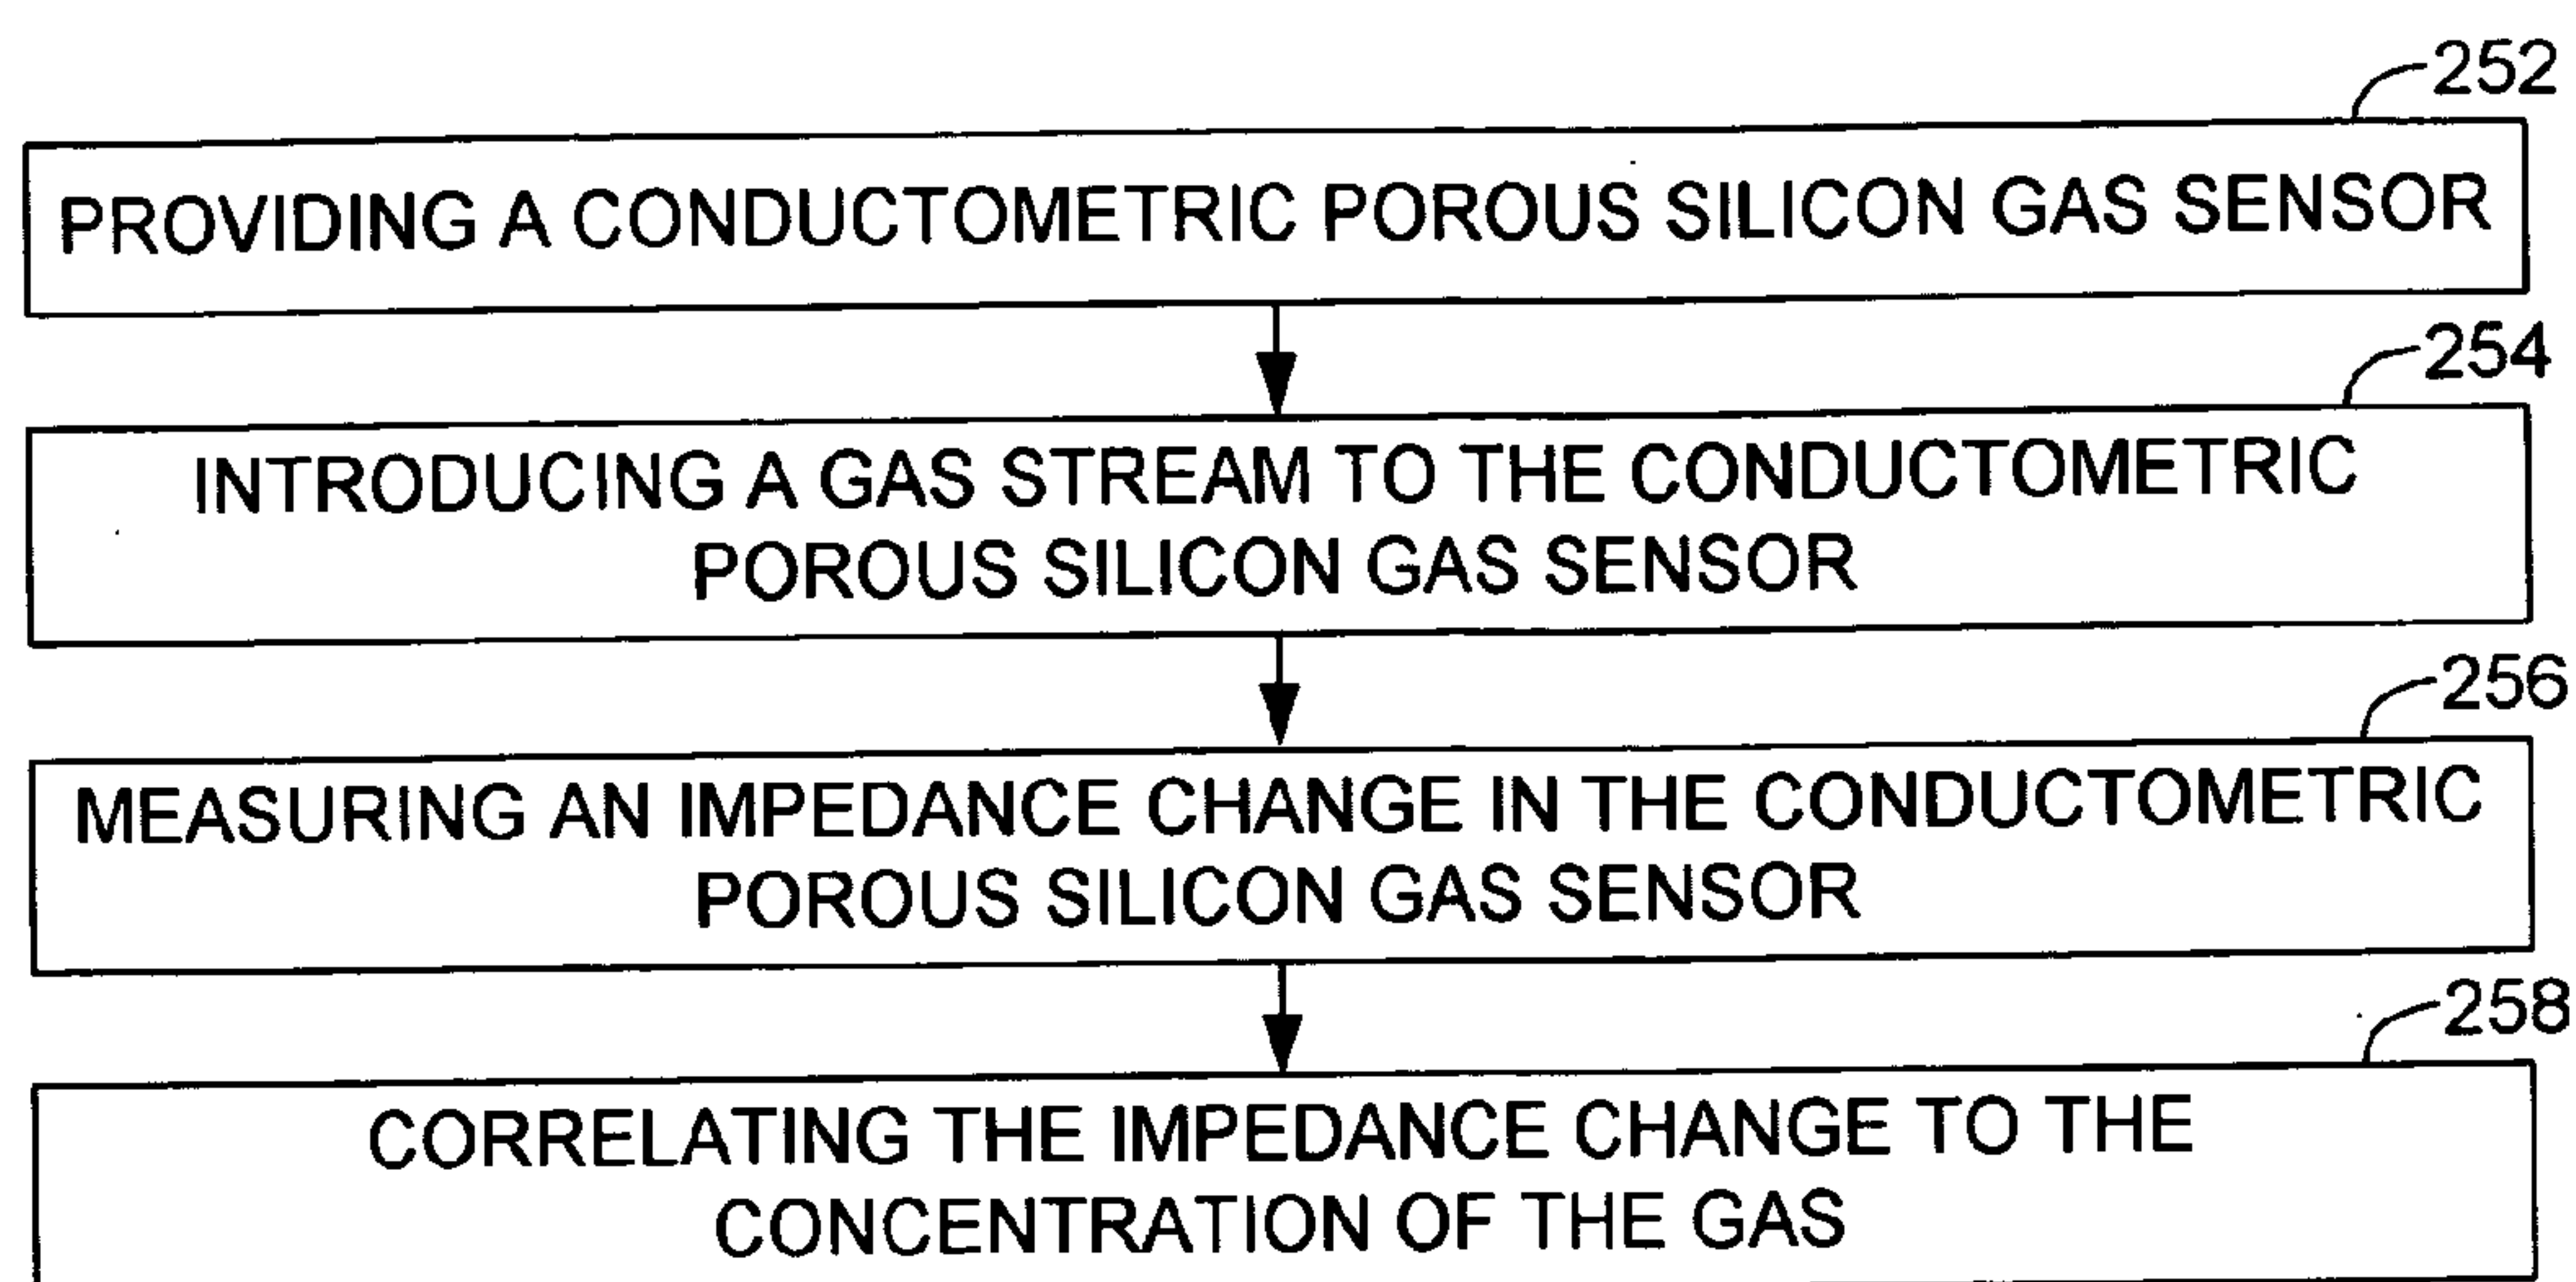 252
PROVIDING A CONDUCTOMETRIC POROUS SILICON GAS SENSOR
254
INTRODUCING A GAS STREAM TO THE CONDUCTOMETRIC
POROUS SILICON GAS SENSOR
256
MEASURING AN IMPEDANCE CHANGE IN THE CONDUCTOMETRIC
POROUS SILICON GAS SENSOR
258
CORRELATING THE IMPEDANCE CHANGE TO THE
CONCENTRATION OF THE GAS